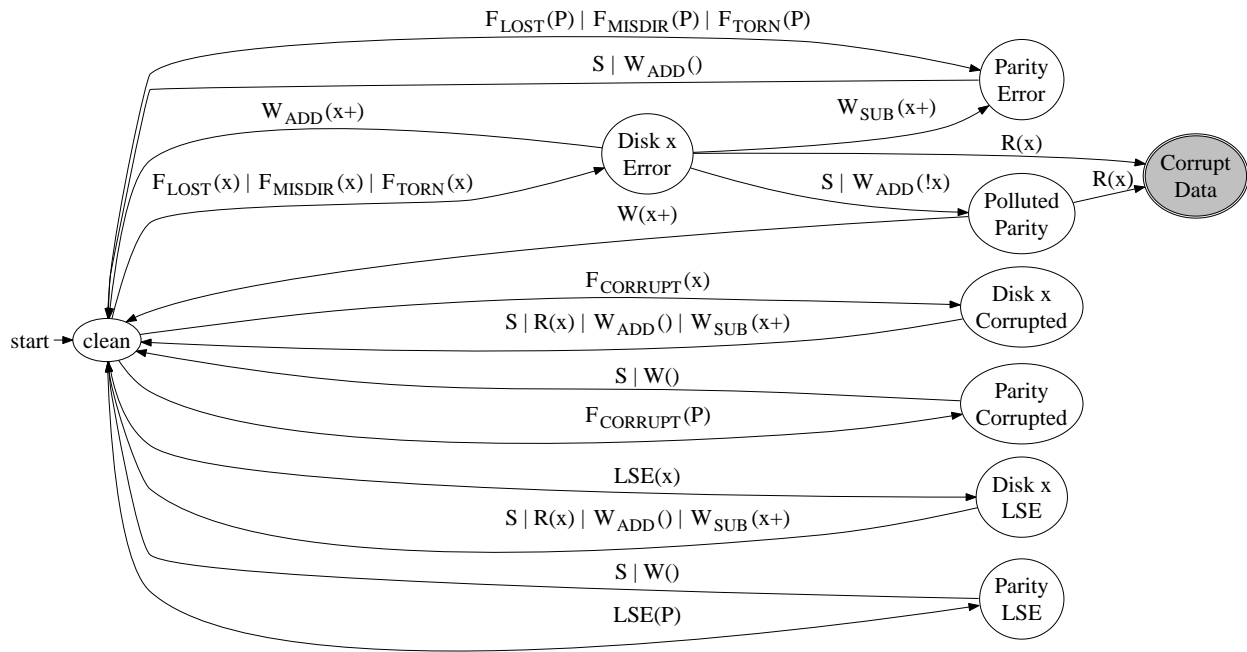 F_LOST(P) | F_MISDIR(P) | F_TORN(P)
S | W_ADD()
Parity
Error
W_ADD(x+)
W_SUB(x+)
Disk x
Error
R(x)
Corrupt
Data
F_LOST(x) | F_MISDIR(x) | F_TORN(x)
S | W_ADD(!x)
R(x)
Polluted
Parity
W(x+)
F_CORRUPT(x)
Disk x
Corrupted
S | R(x) | W_ADD() | W_SUB(x+)
start
clean
S | W()
Parity
Corrupted
F_CORRUPT(P)
LSE(x)
Disk x
LSE
S | R(x) | W_ADD() | W_SUB(x+)
S | W()
Parity
LSE
LSE(P)